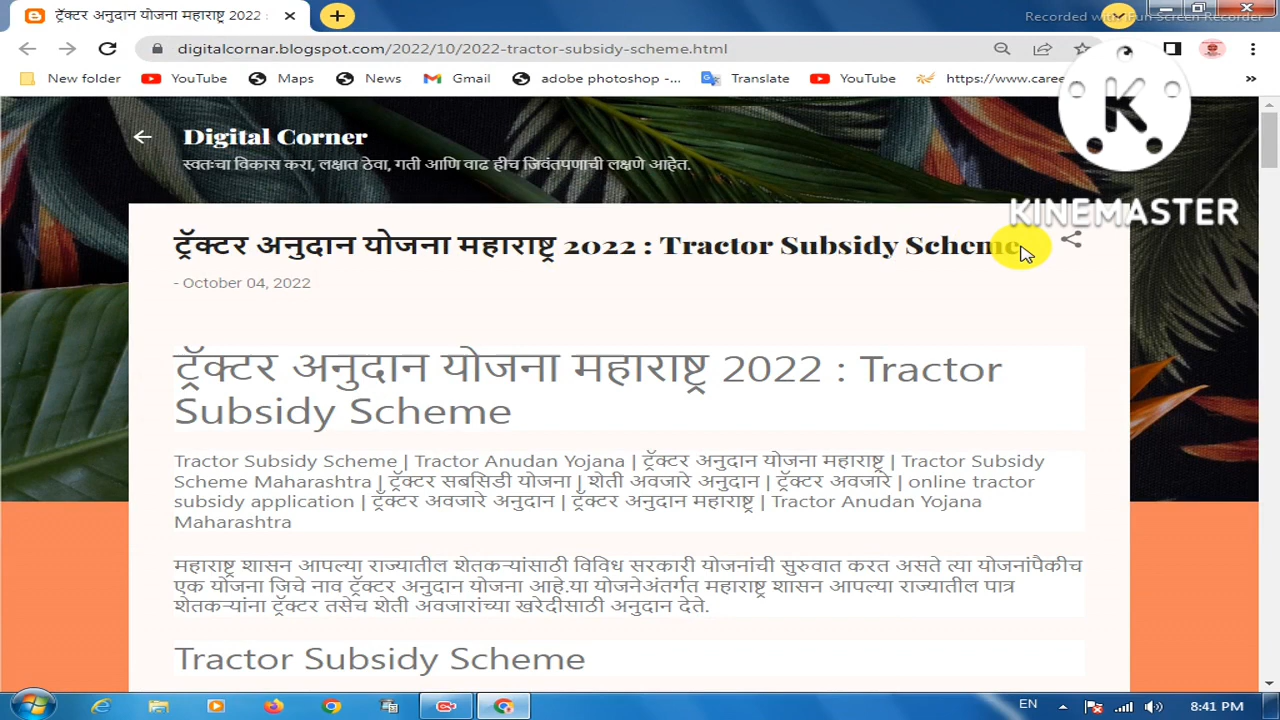 ट्रॅक्टर अनुदान योजना महाराष्ट्र 2022 :
Recorded with iFun Screen Recorder
digitalcornar.blogspot.com/2022/10/2022-tractor-subsidy-scheme.html
New folder YouTube Maps News Gmail adobe photoshop -... Translate YouTube https://www.caree
K
KINEMASTER
Digital Corner
स्वतःचा विकास करा, लक्षात ठेवा, गती आणि वाढ हीच जिवंतपणाची लक्षणे आहेत.
ट्रॅक्टर अनुदान योजना महाराष्ट्र 2022 : Tractor Subsidy Scheme
- October 04, 2022
ट्रॅक्टर अनुदान योजना महाराष्ट्र 2022 : Tractor
Subsidy Scheme
Tractor Subsidy Scheme | Tractor Anudan Yojana | ट्रॅक्टर अनुदान योजना महाराष्ट्र | Tractor Subsidy
Scheme Maharashtra | ट्रॅक्टर सबसिडी योजना | शेती अवजारे अनुदान | ट्रॅक्टर अवजारे | online tractor
subsidy application | ट्रॅक्टर अवजारे अनुदान | ट्रॅक्टर अनुदान महाराष्ट्र | Tractor Anudan Yojana
Maharashtra
महाराष्ट्र शासन आपल्या राज्यातील शेतकऱ्यांसाठी विविध सरकारी योजनांची सुरुवात करत असते त्या योजनांपैकीच
एक योजना जिचे नाव ट्रॅक्टर अनुदान योजना आहे.या योजनेअंतर्गत महाराष्ट्र शासन आपल्या राज्यातील पात्र
शेतकऱ्यांना ट्रॅक्टर तसेच शेती अवजारांच्या खरेदीसाठी अनुदान देते.
Tractor Subsidy Scheme
EN 8:41 PM